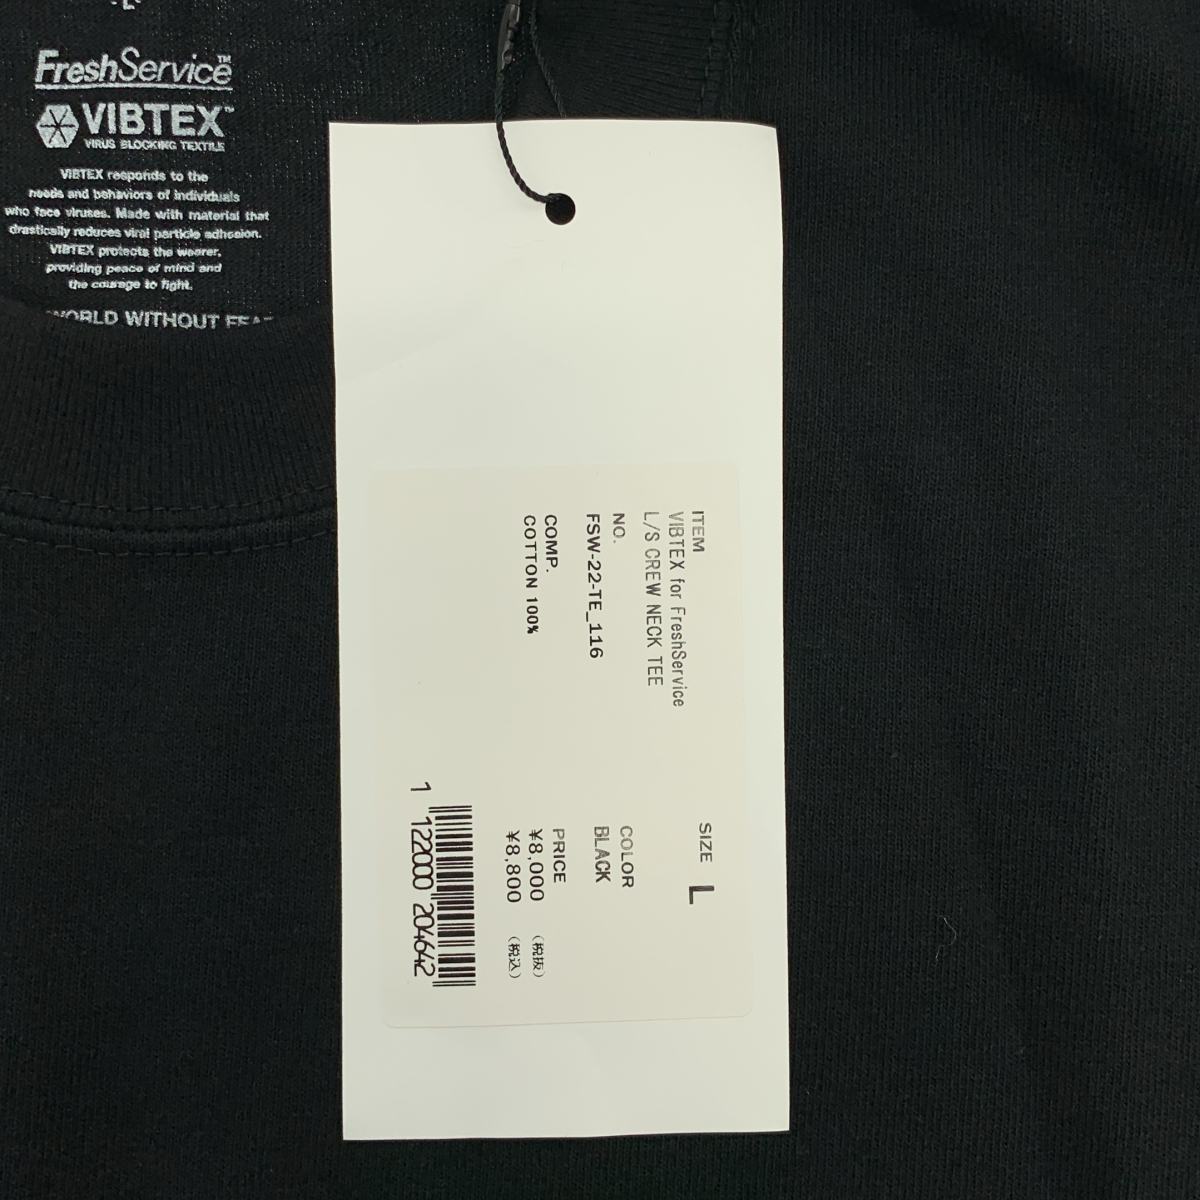 L
FreshService™
VIBTEX™
VIRUS BLOCKING TEXTILE
VIBTEX responds to the
needs and behaviors of individuals
who face viruses. Made with material that
drastically reduces viral particle adhesion.
VIBTEX protects the wearer,
providing peace of mind and
the courage to fight.
WORLD WITHOUT
ITEM
VIBTEX for FreshService
L/S CREW NECK TEE
NO.
FSW-22-TE_116
COMP.
COTTON 100%
SIZE L
COLOR
BLACK
PRICE
¥8,000 (税抜)
¥8,800 (税込)
1 122000 204642